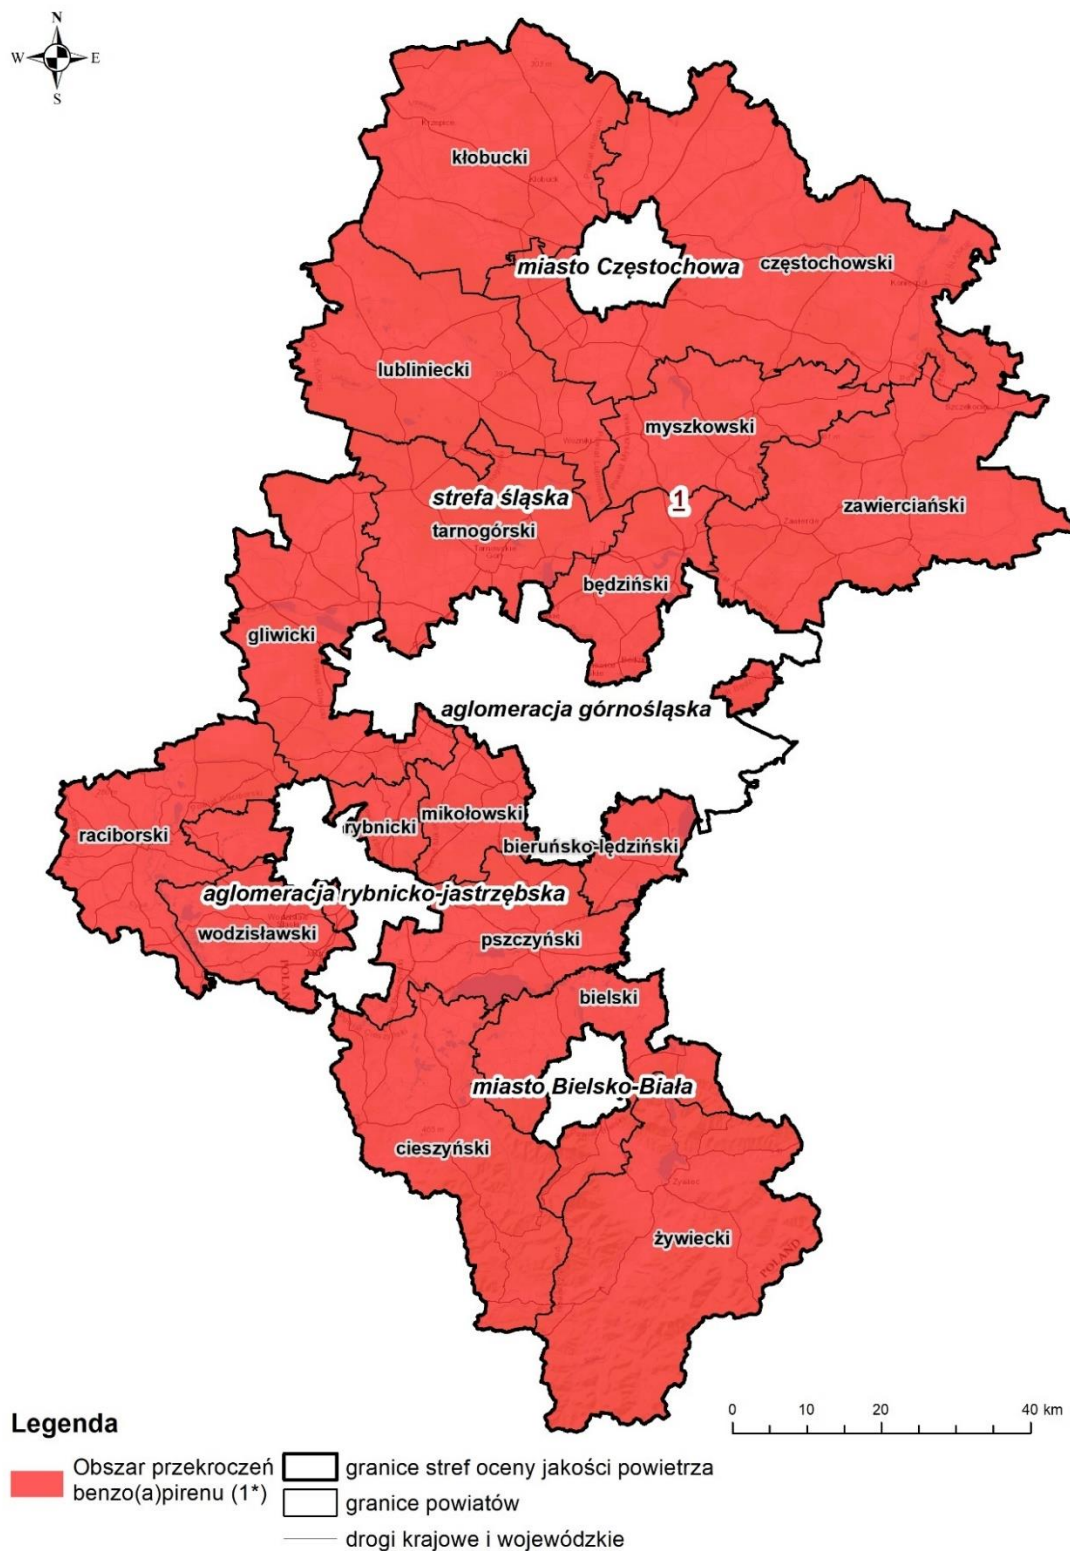 N
W E
S
kłobucki
miasto Częstochowa
częstochowski
lubliniecki
myszkowski
strefa śląska
1
zawierciański
tarnogórski
będziński
gliwicki
aglomeracja górnośląska
mikołowski
rybnicki
raciborski
bieruńsko-lędziński
aglomeracja rybnicko-jastrzębska
wodzisławski
pszczyński
bielski
miasto Bielsko-Biała
cieszyński
żywiecki
POLAND
0 10 20 40 km
Legenda
Obszar przekroczeń
benzo(a)pirenu (1*)
granice stref oceny jakości powietrza
granice powiatów
drogi krajowe i wojewódzkie